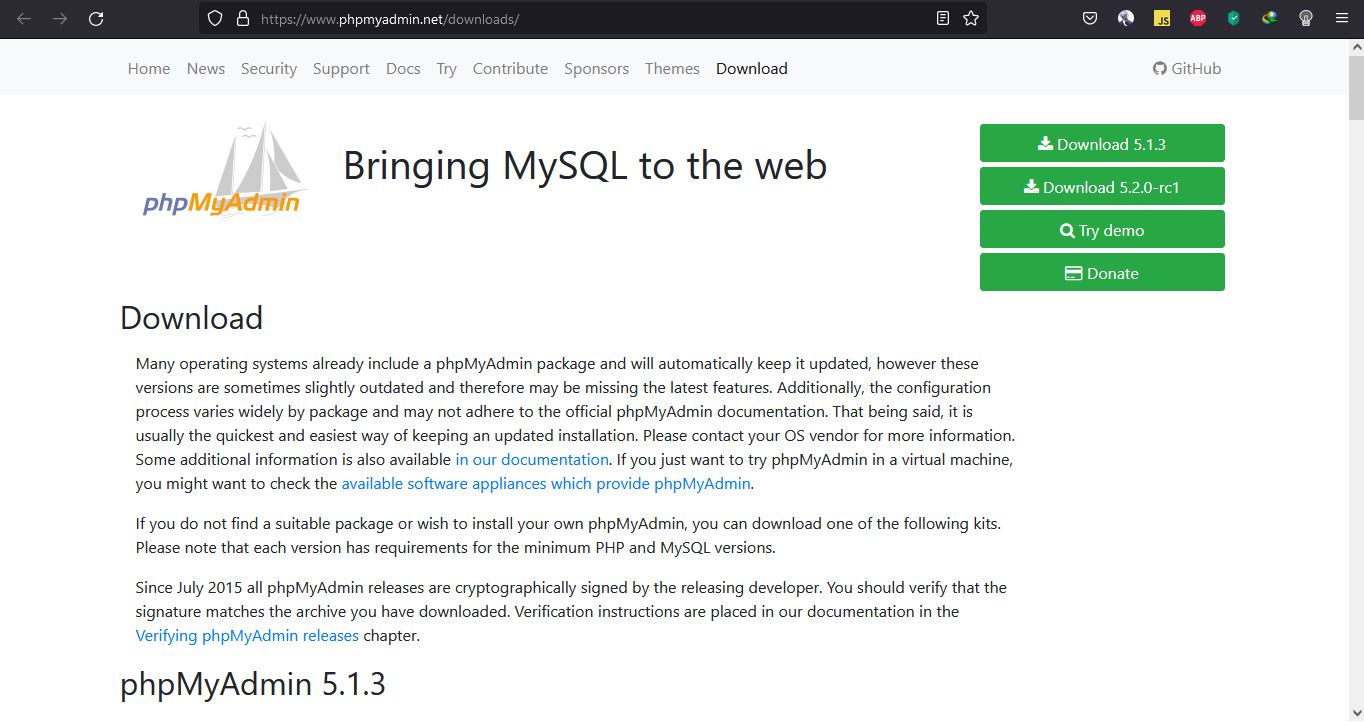 https://www.phpmyadmin.net/downloads/
JS
ABP
Home News Security Support Docs Try Contribute Sponsors Themes Download GitHub
phpMyAdmin
Bringing MySQL to the web
Download 5.1.3
Download 5.2.0-rc1
Try demo
Donate
Download
Many operating systems already include a phpMyAdmin package and will automatically keep it updated, however these
versions are sometimes slightly outdated and therefore may be missing the latest features. Additionally, the configuration
process varies widely by package and may not adhere to the official phpMyAdmin documentation. That being said, it is
usually the quickest and easiest way of keeping an updated installation. Please contact your OS vendor for more information.
Some additional information is also available in our documentation. If you just want to try phpMyAdmin in a virtual machine,
you might want to check the available software appliances which provide phpMyAdmin.
If you do not find a suitable package or wish to install your own phpMyAdmin, you can download one of the following kits.
Please note that each version has requirements for the minimum PHP and MySQL versions.
Since July 2015 all phpMyAdmin releases are cryptographically signed by the releasing developer. You should verify that the
signature matches the archive you have downloaded. Verification instructions are placed in our documentation in the
Verifying phpMyAdmin releases chapter.
phpMyAdmin 5.1.3